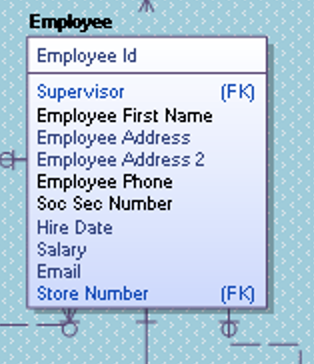 Employee
Employee Id
Supervisor (FK)
Employee First Name
Employee Address
Employee Address 2
Employee Phone
Soc Sec Number
Hire Date
Salary
Email
Store Number (FK)